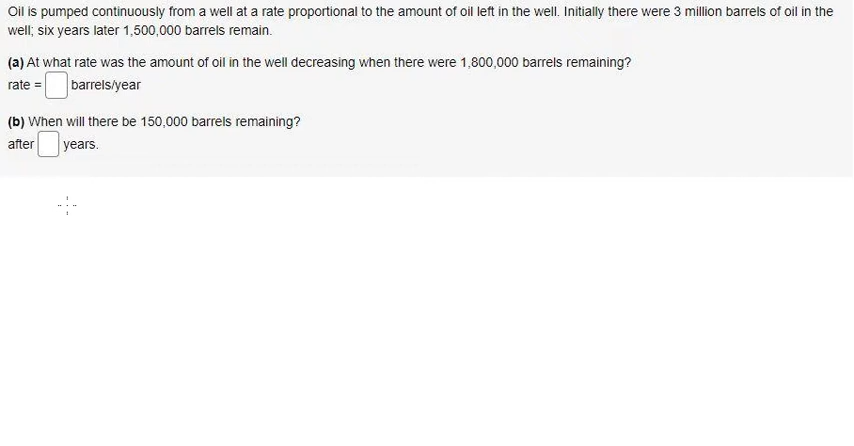 Oil is pumped continuously from a well at a rate proportional to the amount of oil left in the well. Initially there were 3 million barrels of oil in the
well; six years later 1,500,000 barrels remain.
(a) At what rate was the amount of oil in the well decreasing when there were 1,800,000 barrels remaining?
rate = barrels/year
(b) When will there be 150,000 barrels remaining?
after years.